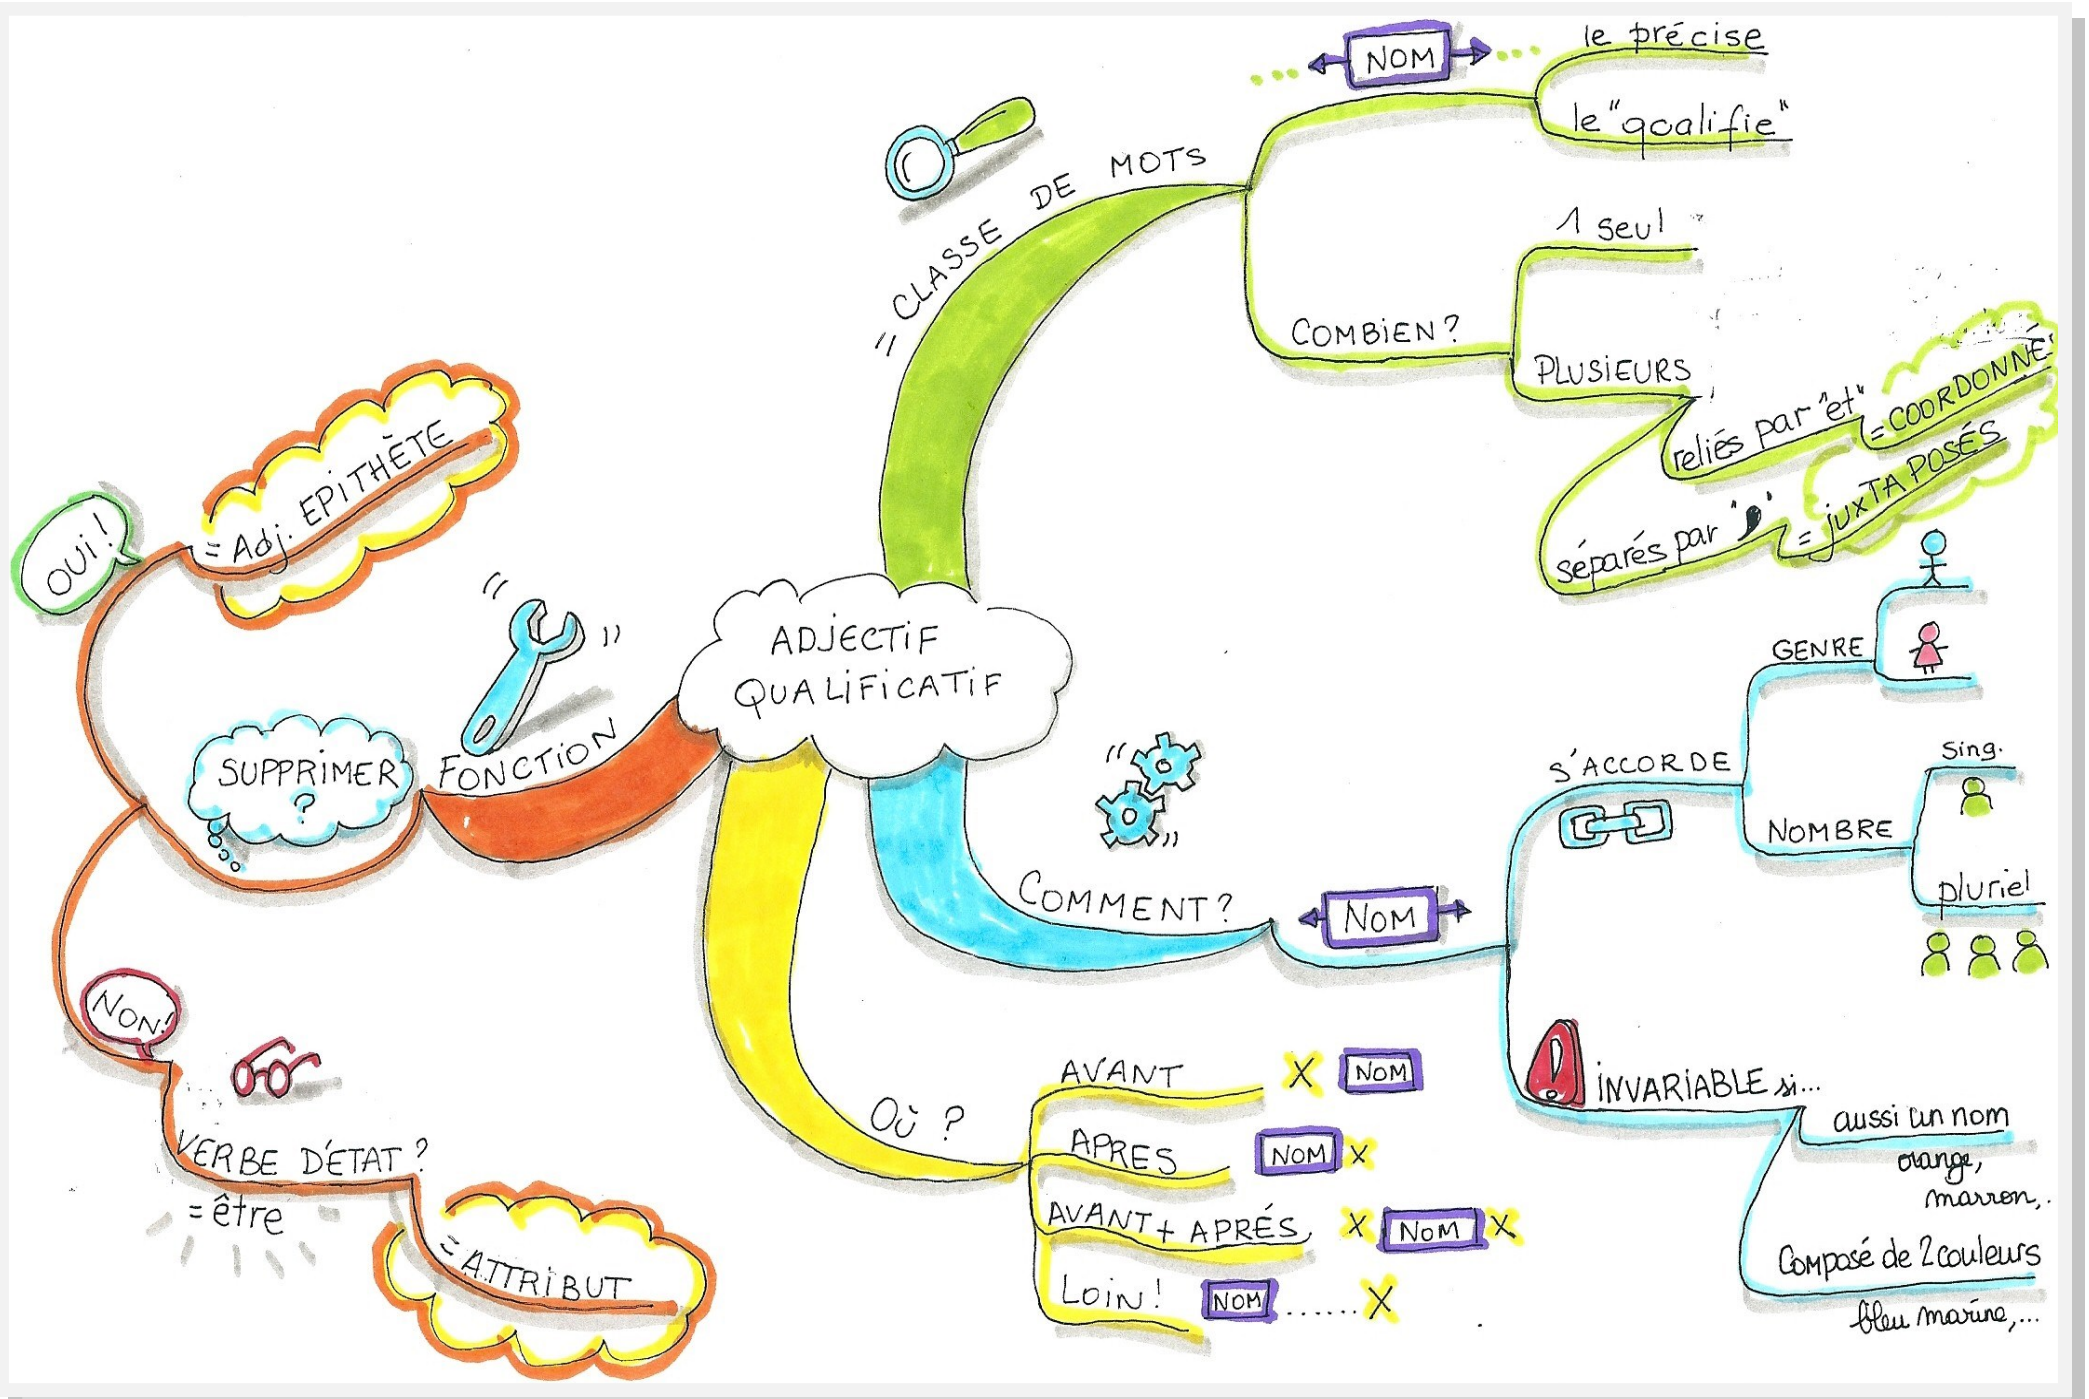 ADJECTIF
QUALIFICATIF
= CLASSE DE MOTS
NOM
le précise
le "qualifie"
COMBIEN?
1 seul
PLUSIEURS
reliés par "et"
= COORDONNÉ
séparés par ","
= juxTAPOSÉS
COMMENT?
NOM
S'ACCORDE
GENRE
NOMBRE
sing.
pluriel
INVARIABLE si...
aussi un nom
orange,
marron,.
Composé de 2 couleurs
bleu marine,...
Où ?
AVANT
X NOM
APRES
NOM X
AVANT + APRÉS
X NOM X
LOIN!
NOM ...... X
FONCTION
SUPPRIMER
?
OUI!
= Adj. EPITHÈTE
NON!
VERBE D'ÉTAT ?
= être
= ATTRIBUT